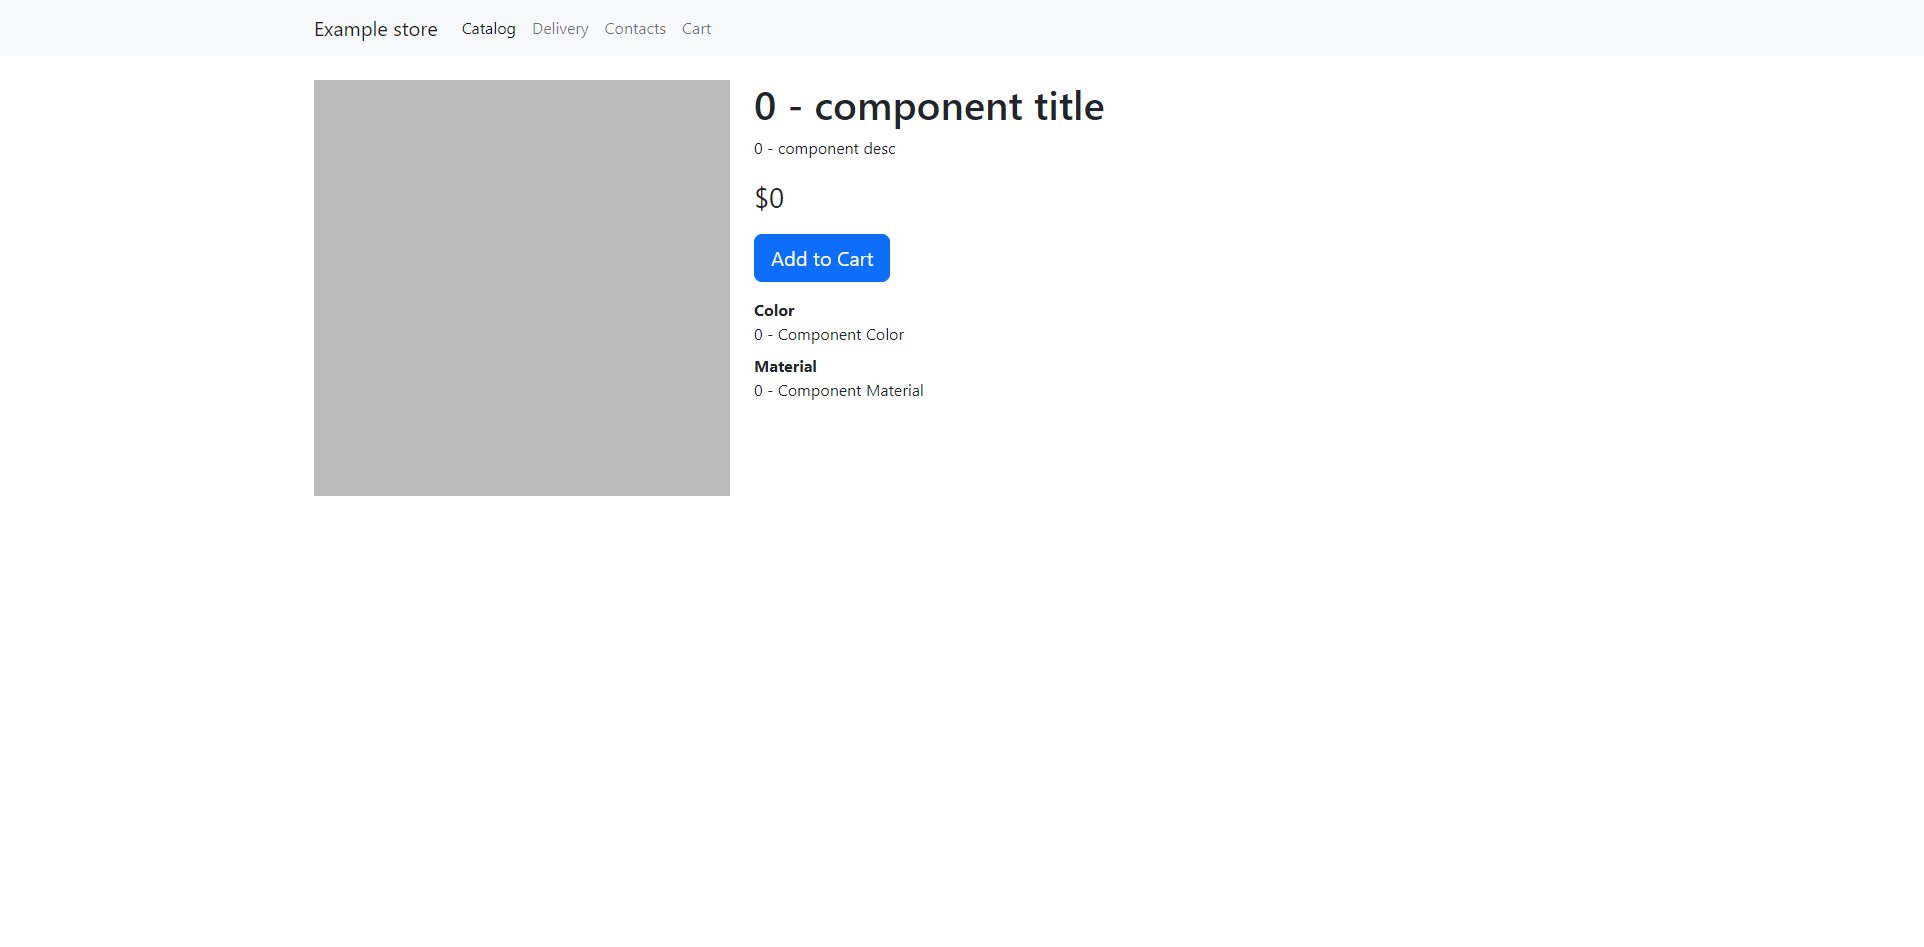 Example store Catalog Delivery Contacts Cart
0 - component title
0 - component desc
$0
Add to Cart
Color
0 - Component Color
Material
0 - Component Material